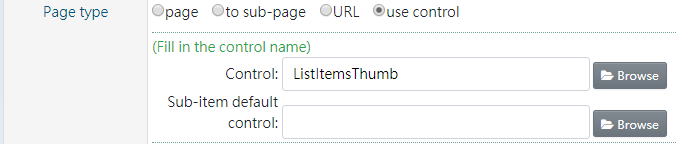 Page type page to sub-page URL use control
(Fill in the control name)
Control: ListItemsThumb Browse
Sub-item default
control: Browse